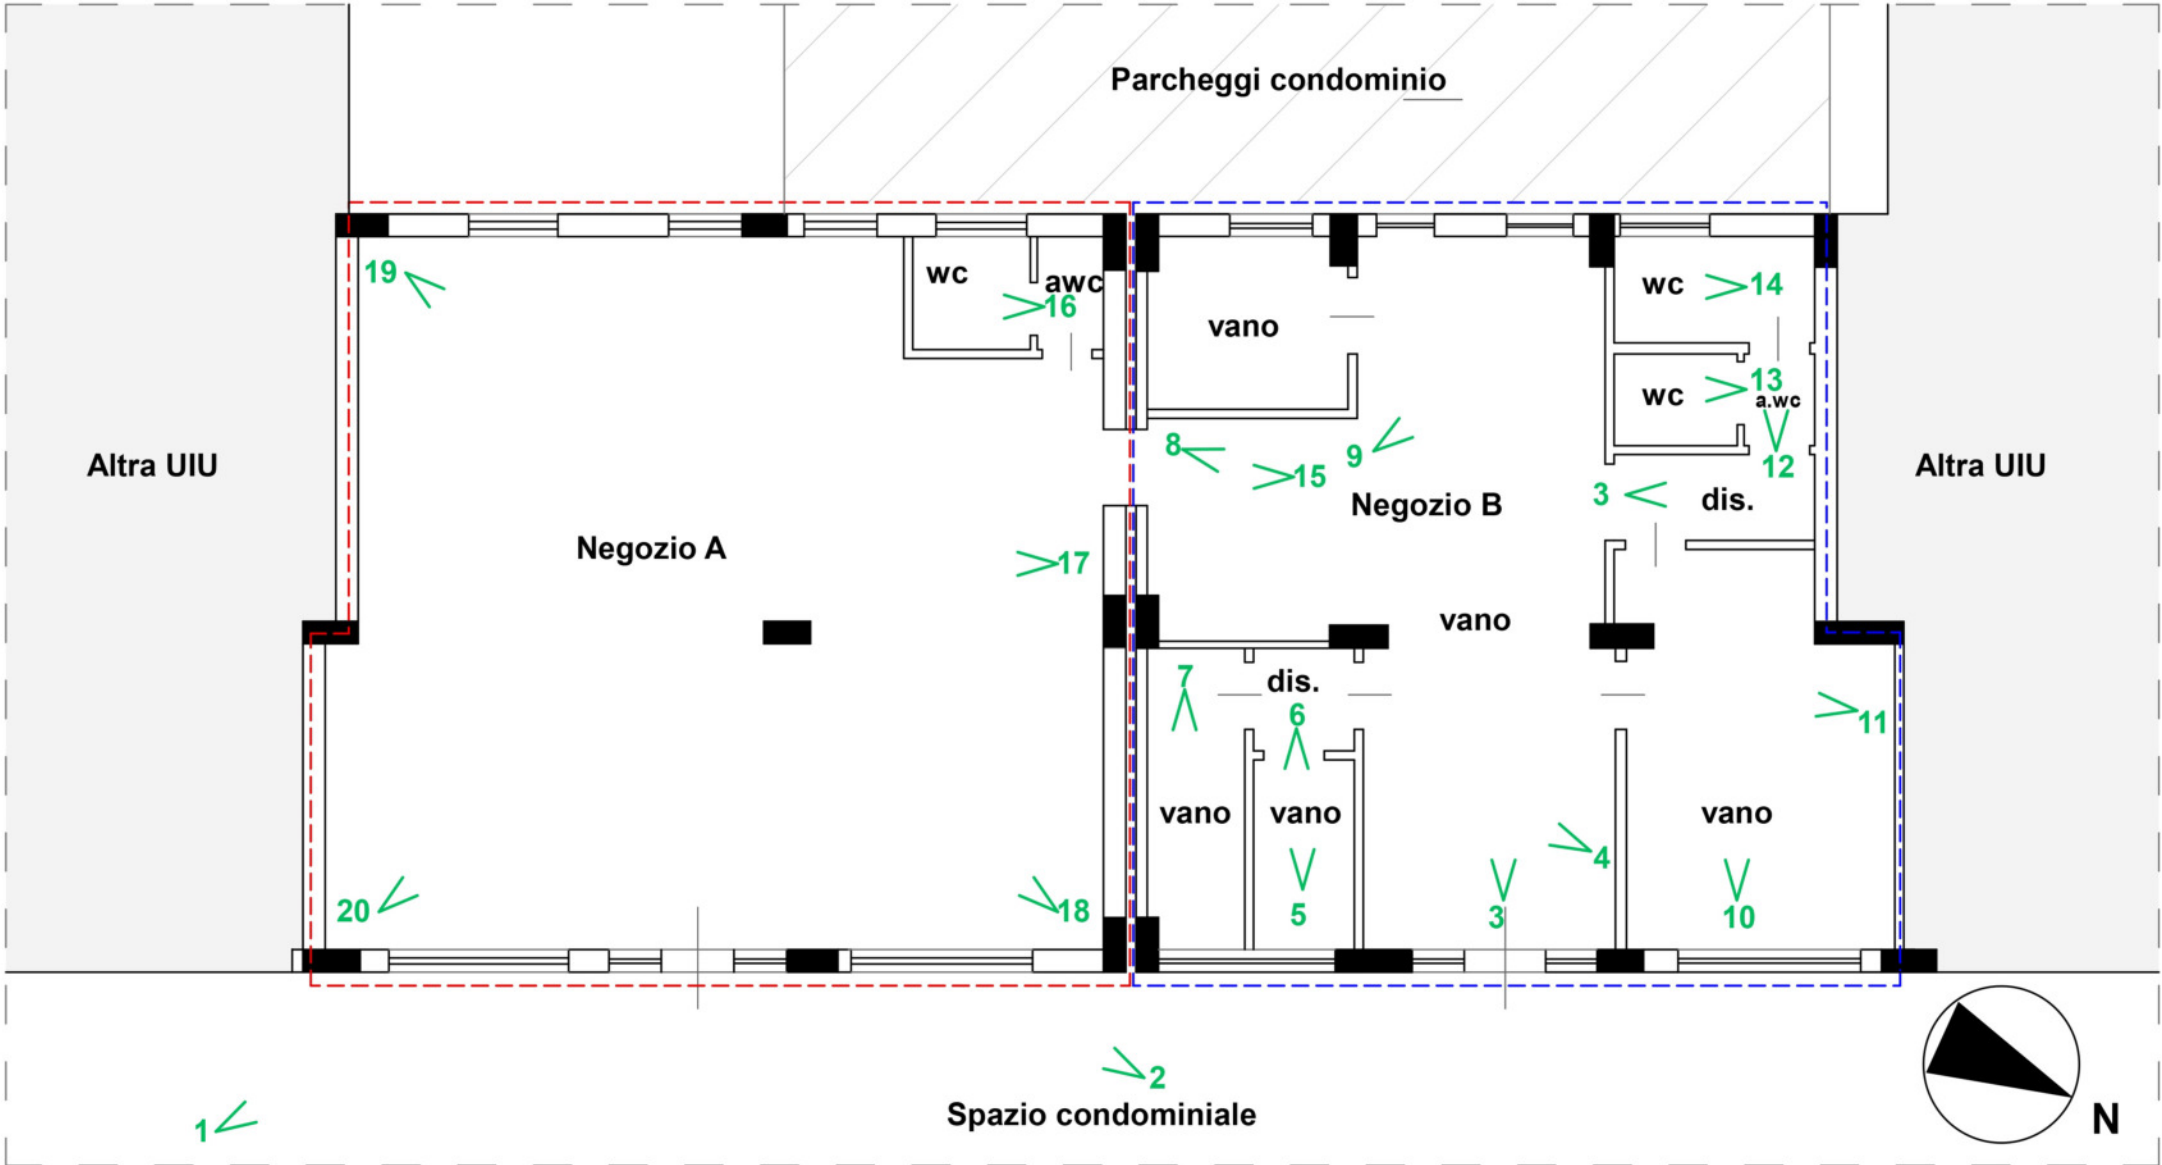 Parcheggi condominio
19
wc
awc
16
wc
14
vano
wc
13
a.wc
12
8
9
15
Altra UIU
Altra UIU
3
dis.
Negozio B
Negozio A
17
vano
7
dis.
6
11
vano
vano
vano
4
20
18
5
3
10
2
Spazio condominiale
1
N